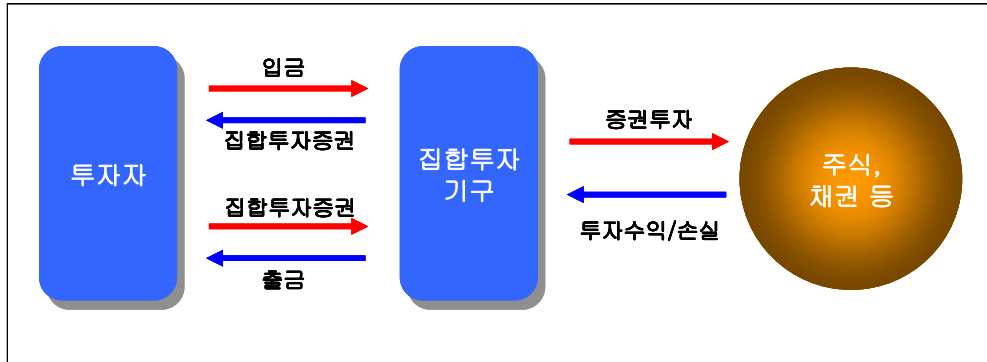 투자자
입금
집합투자증권
집합투자증권
출금
집합투자
기구
증권투자
투자수익/손실
주식,
채권 등